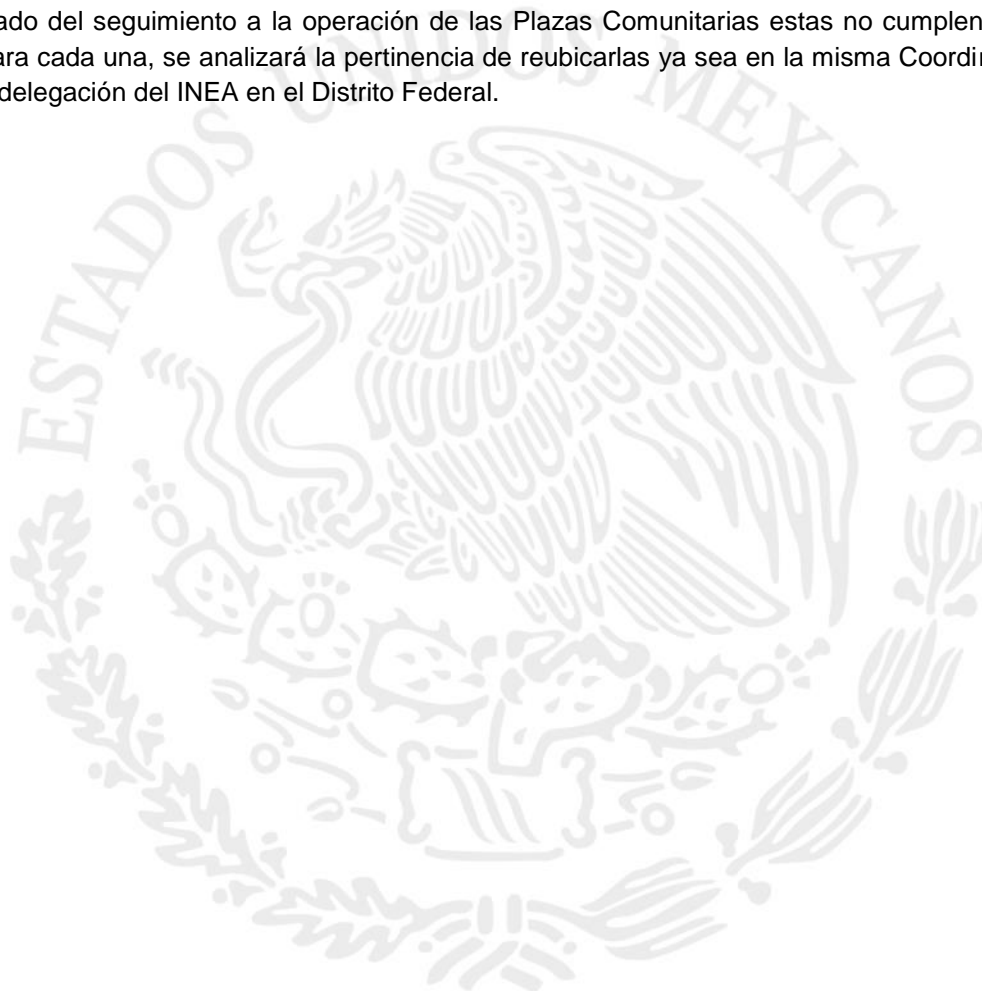 ado del seguimiento a la operación de las Plazas Comunitarias estas no cumplen
ara cada una, se analizará la pertinencia de reubicarlas ya sea en la misma Coordi
delegación del INEA en el Distrito Federal.
ESTADOS UNIDOS MEXICANOS